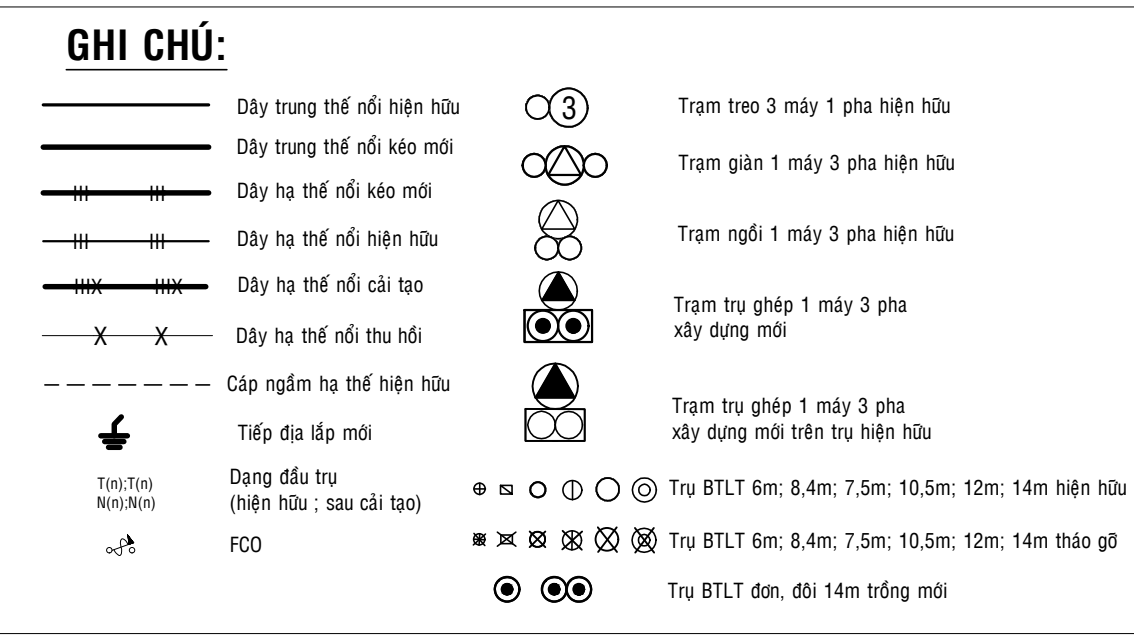 GHI CHÚ:
Dây trung thế nổi hiện hữu
Dây trung thế nổi kéo mới
Dây hạ thế nổi kéo mới
Dây hạ thế nổi hiện hữu
Dây hạ thế nổi cải tạo
X X
Dây hạ thế nổi thu hồi
Cáp ngầm hạ thế hiện hữu
Tiếp địa lắp mới
T(n);T(n)
N(n);N(n)
Dạng đầu trụ
(hiện hữu ; sau cải tạo)
FCO
3
Trạm treo 3 máy 1 pha hiện hữu
Trạm giàn 1 máy 3 pha hiện hữu
Trạm ngồi 1 máy 3 pha hiện hữu
Trạm trụ ghép 1 máy 3 pha
xây dựng mới
Trạm trụ ghép 1 máy 3 pha
xây dựng mới trên trụ hiện hữu
Trụ BTLT 6m; 8,4m; 7,5m; 10,5m; 12m; 14m hiện hữu
Trụ BTLT 6m; 8,4m; 7,5m; 10,5m; 12m; 14m tháo gỡ
Trụ BTLT đơn, đôi 14m trồng mới